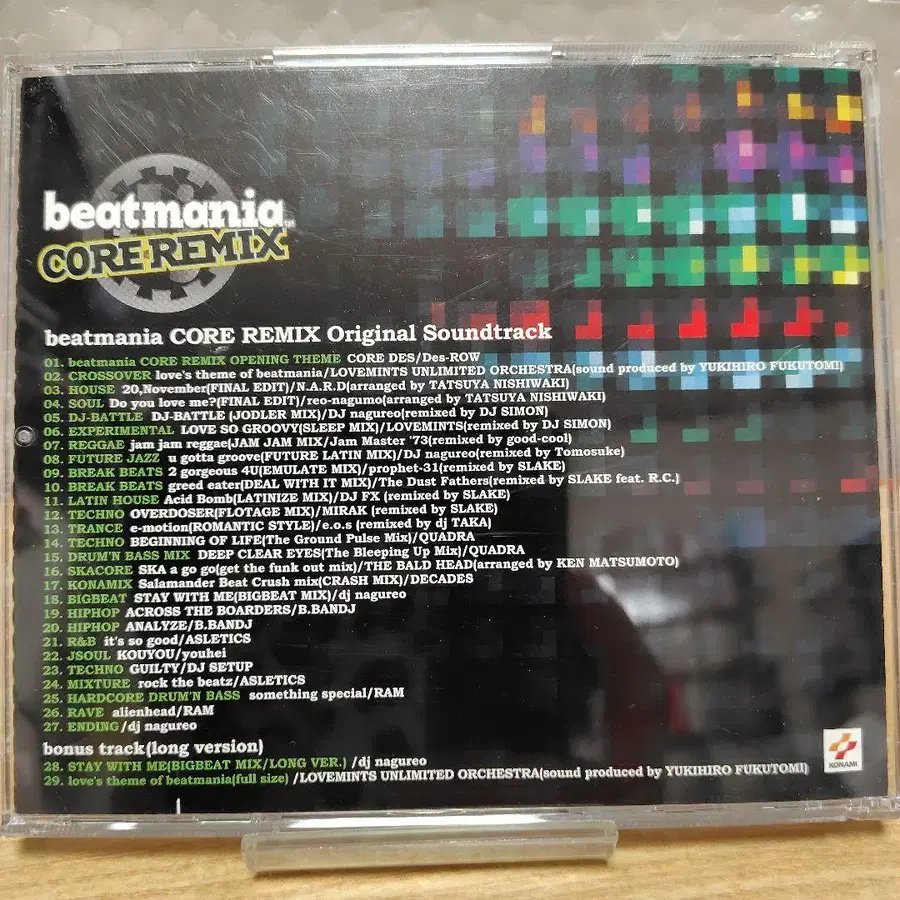 beatmania™
CORE REMIX
beatmania CORE REMIX Original Soundtrack
01. beatmania CORE REMIX OPENING THEME CORE DES/Des-ROW
02. CROSSOVER love's theme of beatmania/LOVEMINTS UNLIMITED ORCHESTRA(sound produced by YUKIHIRO FUKUTOMI)
03. HOUSE 20,November(FINAL EDIT)/N.A.R.D(arranged by TATSUYA NISHIWAKI)
04. SOUL Do you love me?(FINAL EDIT)/reo-nagumo(arranged by TATSUYA NISHIWAKI)
05. DJ-BATTLE DJ-BATTLE (JODLER MIX)/DJ nagureo(remixed by DJ SIMON)
06. EXPERIMENTAL LOVE SO GROOVY(SLEEP MIX)/LOVEMINTS(remixed by DJ SIMON)
07. REGGAE jam jam reggae(JAM JAM MIX/Jam Master '73(remixed by good-cool)
08. FUTURE JAZZ u gotta groove(FUTURE LATIN MIX)/DJ nagureo(remixed by Tomosuke)
09. BREAK BEATS 2 gorgeous 4U(EMULATE MIX)/prophet-31(remixed by SLAKE)
10. BREAK BEATS greed eater(DEAL WITH IT MIX)/The Dust Fathers(remixed by SLAKE feat. R.C.)
11. LATIN HOUSE Acid Bomb(LATINIZE MIX)/DJ FX (remixed by SLAKE)
12. TECHNO OVERDOSER(FLOTAGE MIX)/MIRAK (remixed by SLAKE)
13. TRANCE e-motion(ROMANTIC STYLE)/e.o.s (remixed by dj TAKA)
14. TECHNO BEGINNING OF LIFE(The Ground Pulse Mix)/QUADRA
15. DRUM'N BASS MIX DEEP CLEAR EYES(The Bleeping Up Mix)/QUADRA
16. SKACORE SKA a go go(get the funk out mix)/THE BALD HEAD(arranged by KEN MATSUMOTO)
17. KONAMIX Salamander Beat Crush mix(CRASH MIX)/DECADES
18. BIGBEAT STAY WITH ME(BIGBEAT MIX)/dj nagureo
19. HIPHOP ACROSS THE BOARDERS/B.BANDJ
20. HIPHOP ANALYZE/B.BANDJ
21. R&B it's so good/ASLETICS
22. JSOUL KOUYOU/youhei
23. TECHNO GUILTY/DJ SETUP
24. MIXTURE rock the beatz/ASLETICS
25. HARDCORE DRUM'N BASS something special/RAM
26. RAVE alienhead/RAM
27. ENDING/dj nagureo
bonus track(long version)
28. STAY WITH ME(BIGBEAT MIX/LONG VER.) /dj nagureo
29. love's theme of beatmania(full size) /LOVEMINTS UNLIMITED ORCHESTRA(sound produced by YUKIHIRO FUKUTOMI)
KONAMI